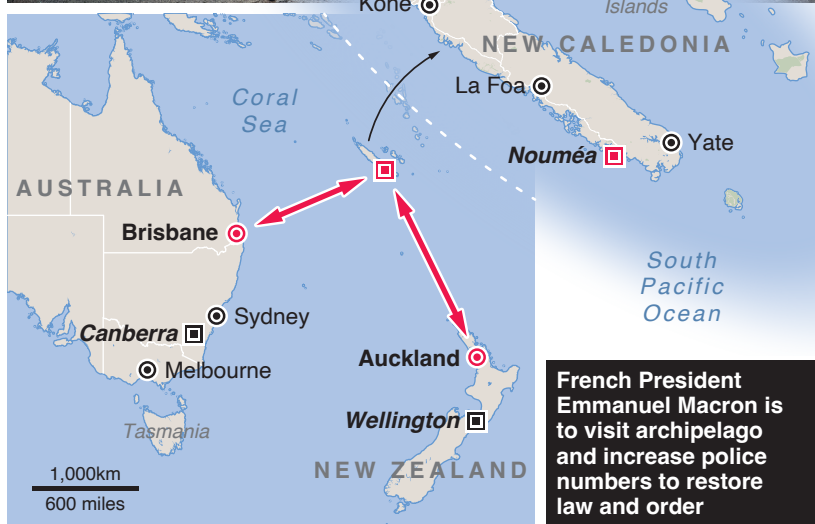 Koné
Islands
NEW CALEDONIA
Coral
Sea
La Foa
Nouméa
Yate
AUSTRALIA
Brisbane
South
Pacific
Ocean
Sydney
Canberra
Auckland
Melbourne
French President
Emmanuel Macron is
to visit archipelago
and increase police
numbers to restore
law and order
Wellington
Tasmania
NEW ZEALAND
1,000km
600 miles